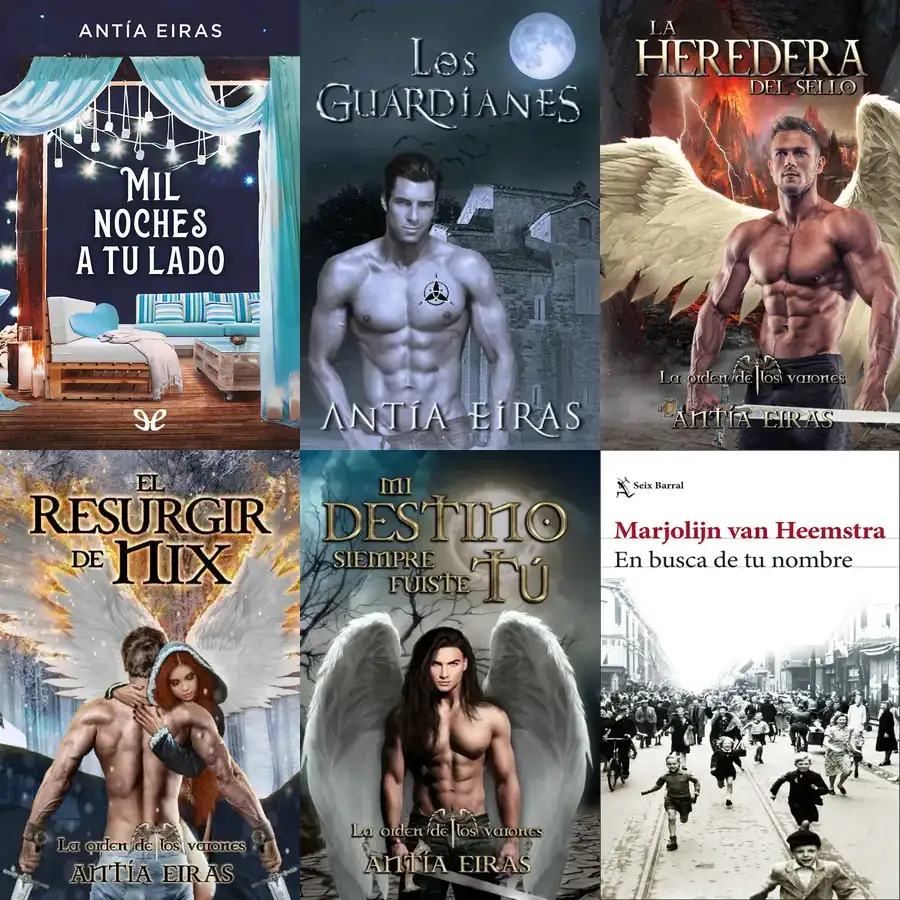 ANTÍA EIRAS
MIL
NOCHES
A TU LADO
LOS
GUARDIANES
ANTÍA EIRAS
LA
HEREDERA
DEL SELLO
La orden de los varones
ANTÍA EIRAS
EL
RESURGIR
DE NIX
La orden de los varones
ANTÍA EIRAS
MI
DESTINO
SIEMPRE
FUISTE TÚ
La orden de los varones
ANTÍA EIRAS
Seix Barral
Marjolijn van Heemstra
En busca de tu nombre